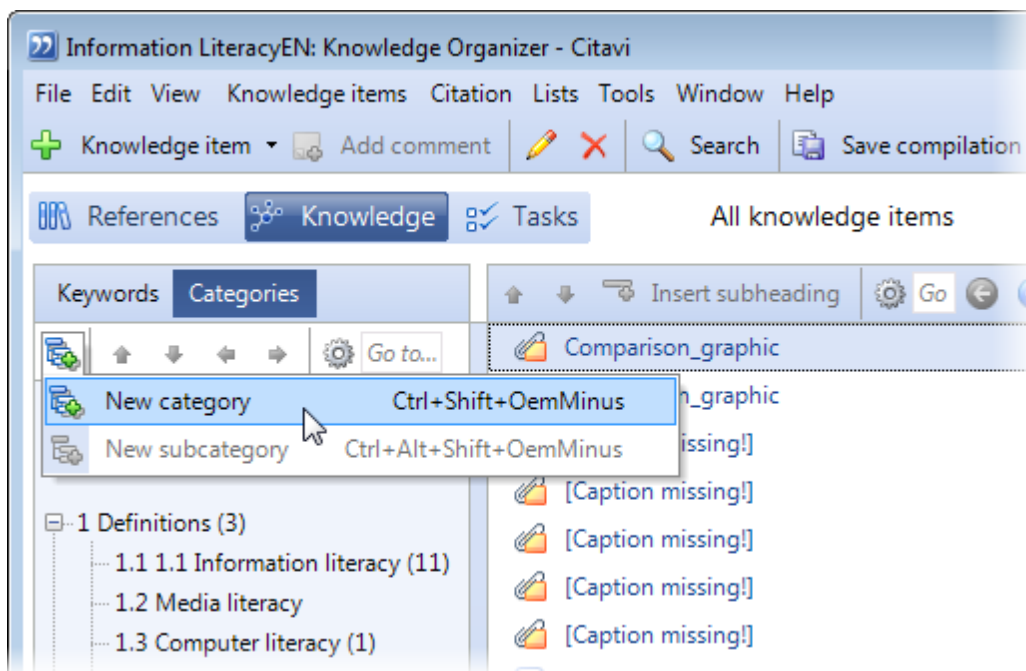 Information LiteracyEN: Knowledge Organizer - Citavi
File Edit View Knowledge items Citation Lists Tools Window Help
Knowledge item Add comment Search Save compilation
References Knowledge Tasks All knowledge items
Keywords Categories Insert subheading Go
Go to... Comparison_graphic
New category Ctrl+Shift+OemMinus n_graphic
New subcategory Ctrl+Alt+Shift+OemMinus issing!]
[Caption missing!]
1 Definitions (3) [Caption missing!]
1.1 1.1 Information literacy (11)
1.2 Media literacy [Caption missing!]
1.3 Computer literacy (1) [Caption missing!]